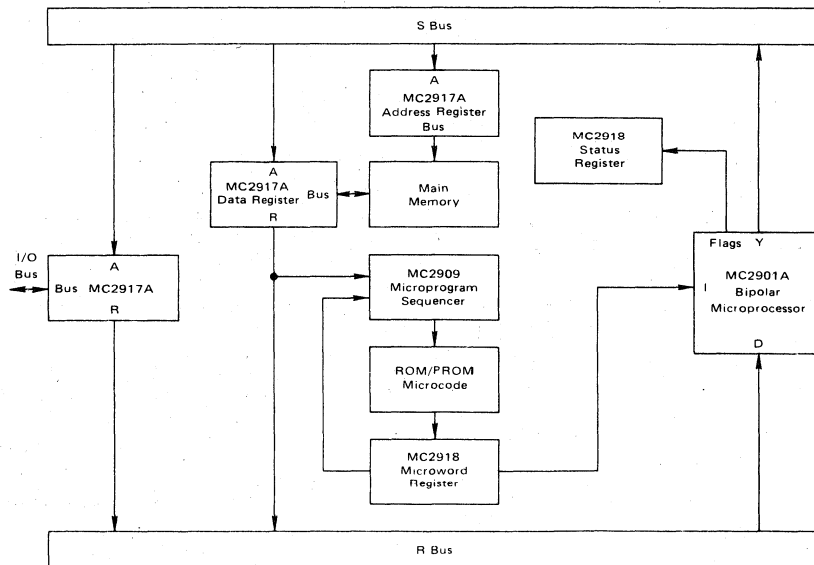 S Bus
A
MC2917A
Address Register
Bus
MC2918
Status
Register
A
MC2917A
Data Register
Bus
R
Main
Memory
I/O
Bus
A
Bus
MC2917A
R
MC2909
Microprogram
Sequencer
Flags Y
MC2901A
I
Bipolar
Microprocessor
D
ROM/PROM
Microcode
MC2918
Microword
Register
R Bus